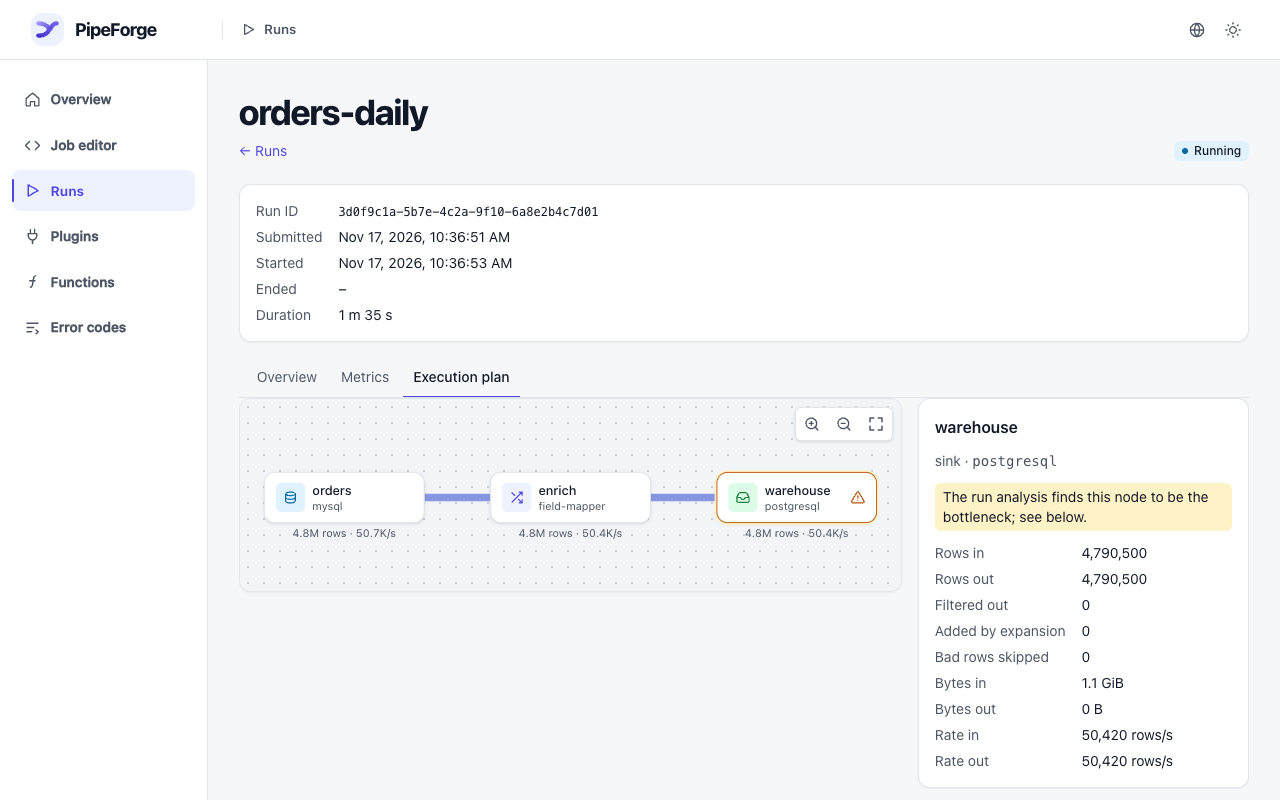 PipeForge
Runs
Overview
Job editor
Runs
Plugins
Functions
Error codes
orders-daily
← Runs
Running
Run ID 3d0f9c1a-5b7e-4c2a-9f10-6a8e2b4c7d01
Submitted Nov 17, 2026, 10:36:51 AM
Started Nov 17, 2026, 10:36:53 AM
Ended –
Duration 1 m 35 s
Overview Metrics Execution plan
orders
mysql
4.8M rows · 50.7K/s
enrich
field-mapper
4.8M rows · 50.4K/s
warehouse
postgresql
4.8M rows · 50.4K/s
warehouse
sink · postgresql
The run analysis finds this node to be the
bottleneck; see below.
Rows in 4,790,500
Rows out 4,790,500
Filtered out 0
Added by expansion 0
Bad rows skipped 0
Bytes in 1.1 GiB
Bytes out 0 B
Rate in 50,420 rows/s
Rate out 50,420 rows/s